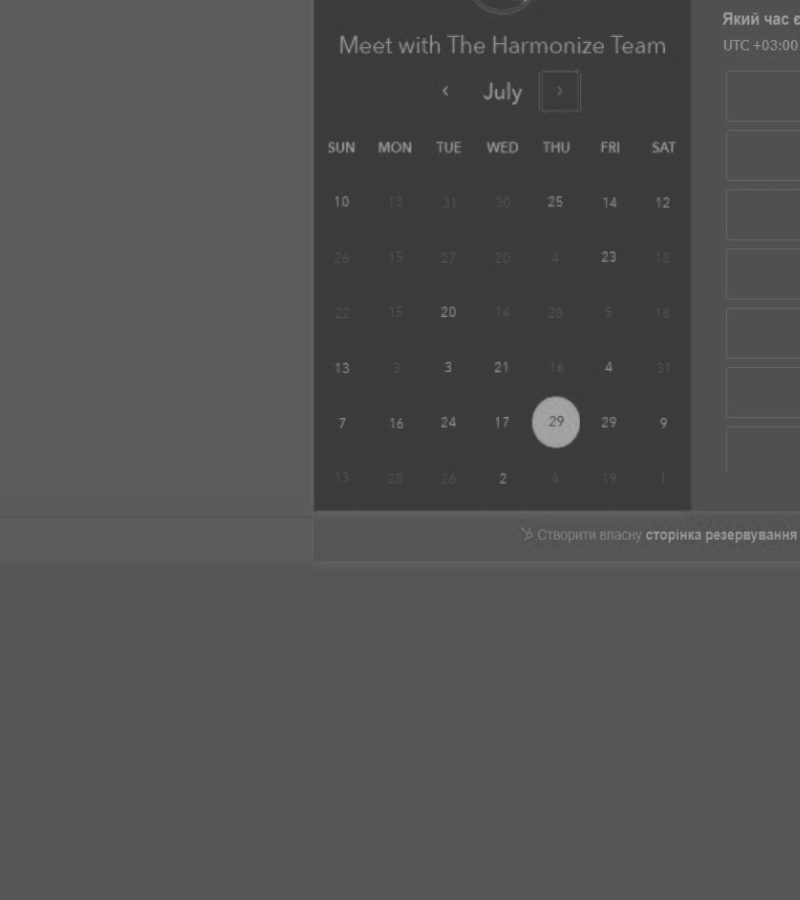 Meet with The Harmonize Team
‹ July ›
SUN MON TUE WED THU FRI SAT
10 13 31 30 25 14 12
26 15 27 20 4 23 18
22 15 20 14 28 5 18
13 3 3 21 16 4 31
7 16 24 17 29 29 9
13 28 26 2 6 19 1
Який час є
UTC +03:00
Створити власну сторінка резервування